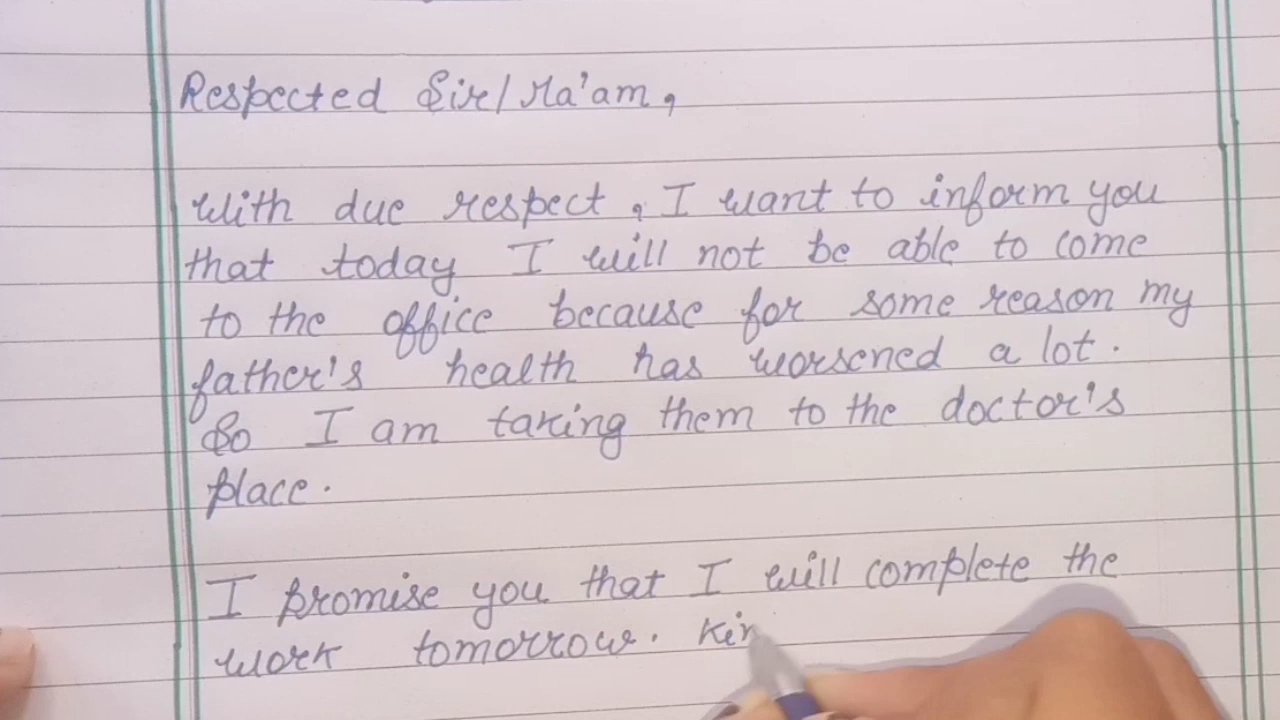 Respected Sir/Ma'am,
With due respect, I want to inform you
that today I will not be able to come
to the office because for some reason my
father's health has worsened a lot.
So I am taking them to the doctor's
place.
I promise you that I will complete the
work tomorrow. Kin